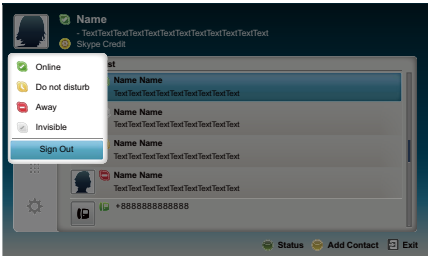 Name
- TextTextTextTextTextTextTextTextTextTextText
Skype Credit
st
Online
Do not disturb
Away
Invisible
Sign Out
Name Name
TextTextTextTextTextTextTextText
Name Name
TextTextTextTextTextTextTextText
Name Name
TextTextTextTextTextTextTextText
Name Name
TextTextTextTextTextTextTextText
+8888888888888
Status Add Contact Exit